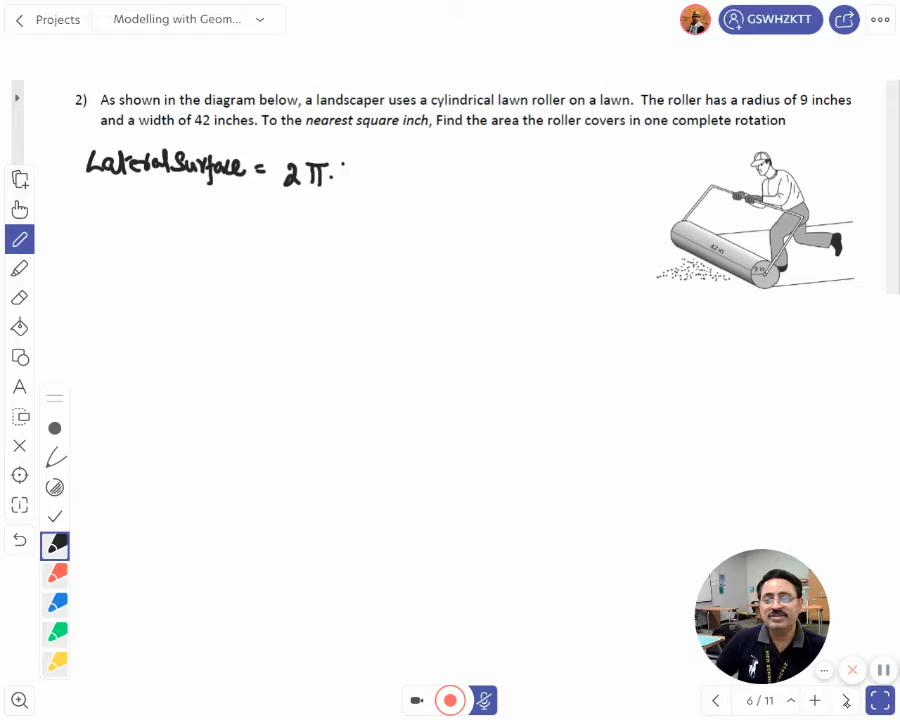 Projects
Modelling with Geom...
GSWHZKTT
2) As shown in the diagram below, a landscaper uses a cylindrical lawn roller on a lawn. The roller has a radius of 9 inches
and a width of 42 inches. To the nearest square inch, Find the area the roller covers in one complete rotation
Lateral Surface = 2π.
42 in
9 in
A
6 / 11